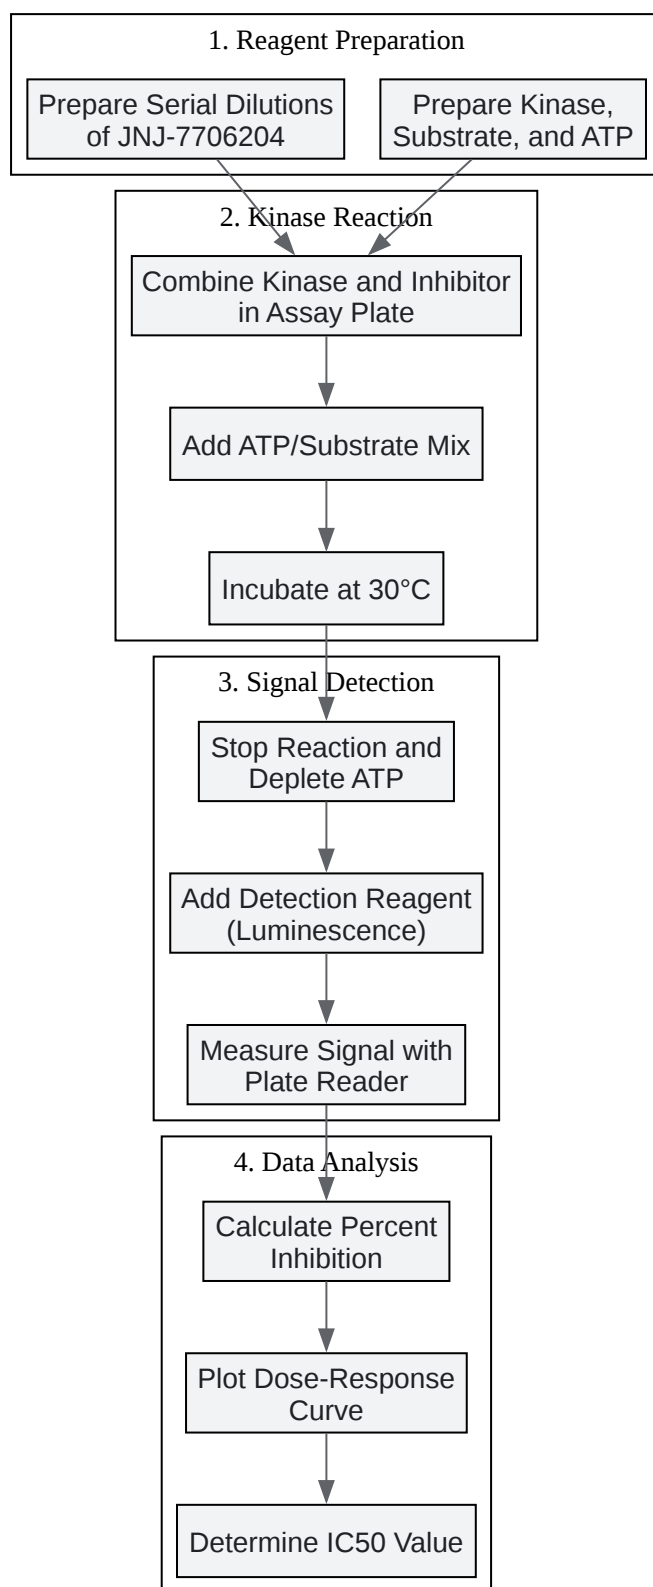 1. Reagent Preparation
Prepare Serial Dilutions
of JNJ-7706204
Prepare Kinase,
Substrate, and ATP
2. Kinase Reaction
Combine Kinase and Inhibitor
in Assay Plate
Add ATP/Substrate Mix
Incubate at 30°C
3. Signal Detection
Stop Reaction and
Deplete ATP
Add Detection Reagent
(Luminescence)
Measure Signal with
Plate Reader
4. Data Analysis
Calculate Percent
Inhibition
Plot Dose-Response
Curve
Determine IC50 Value